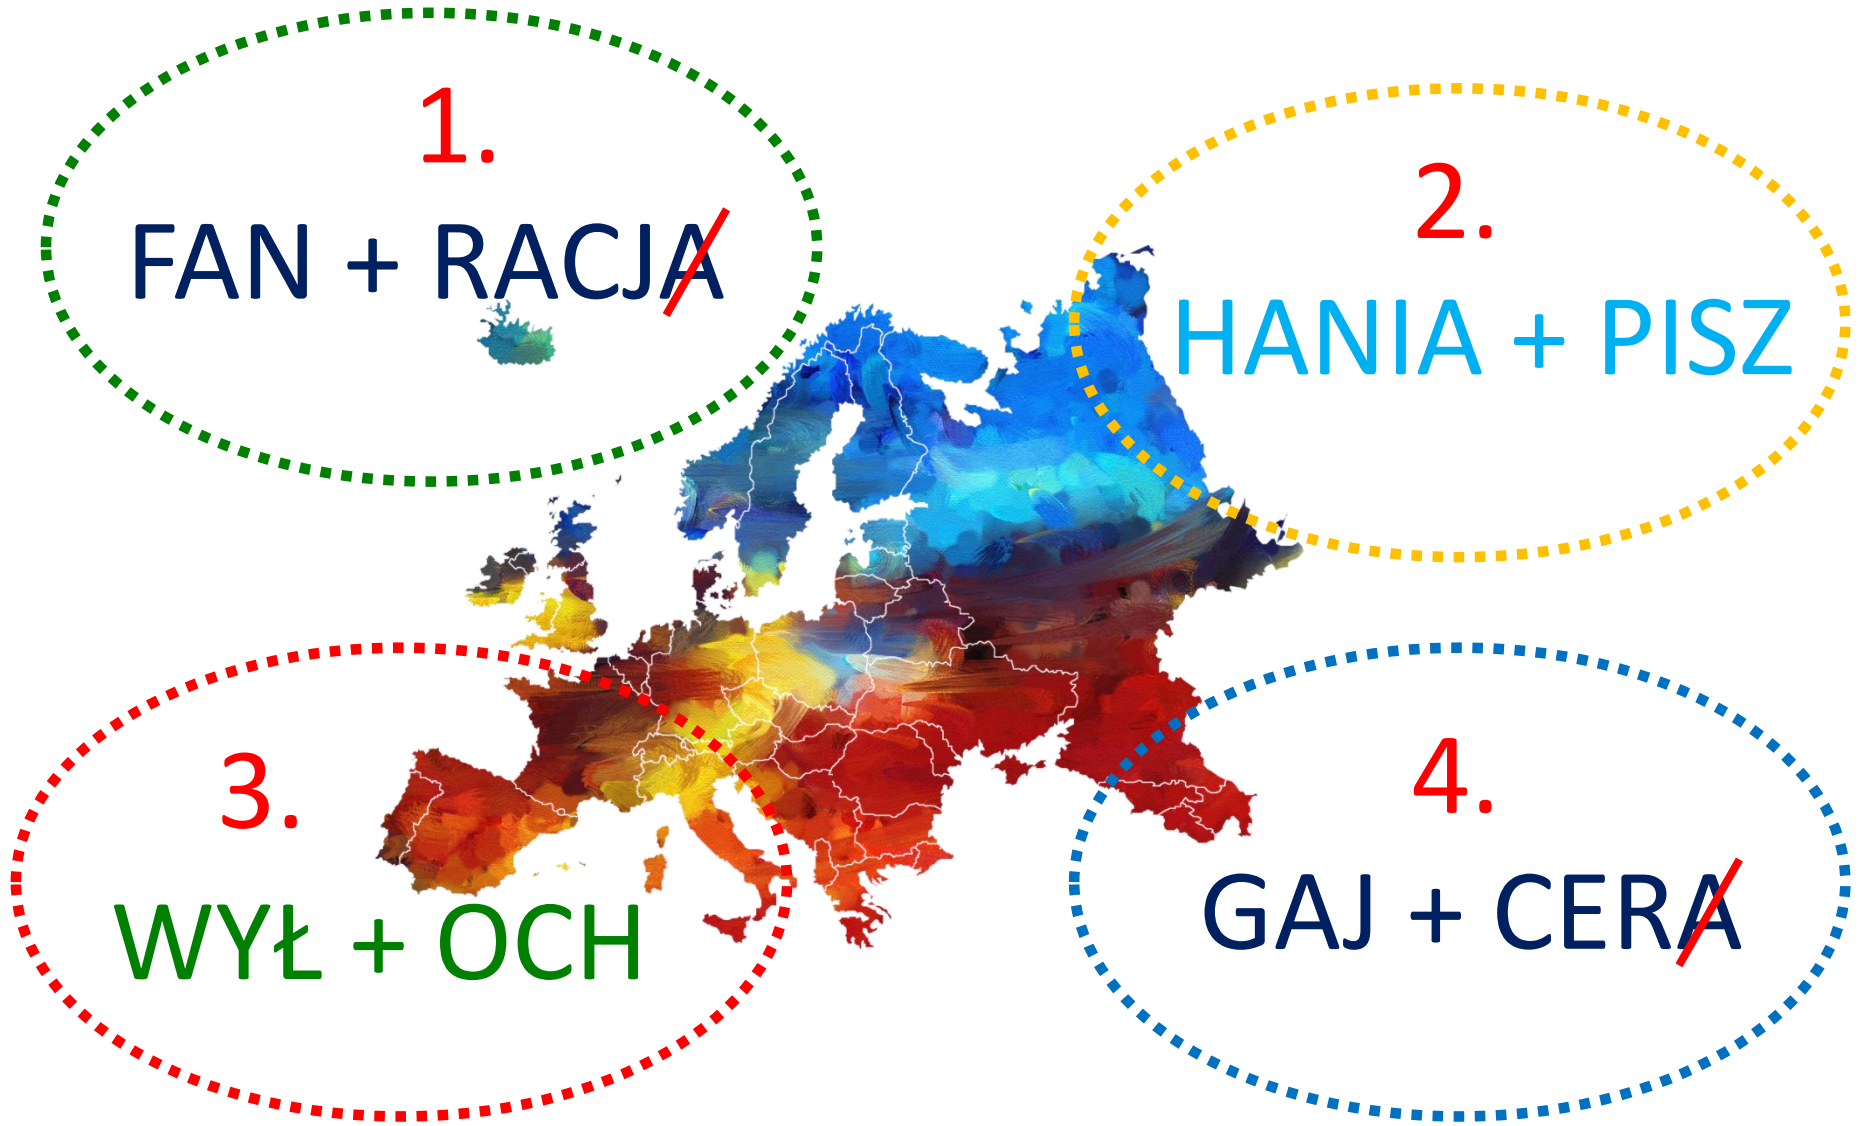 1.
FAN + RACJA
2.
HANIA + PISZ
3.
WYŁ + OCH
4.
GAJ + CERA